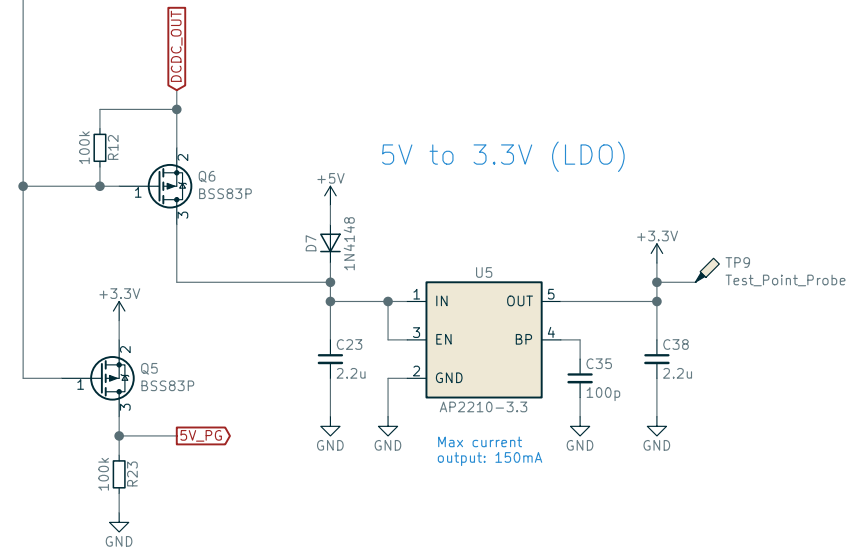 DCDC_OUT
100k
R12
2
Q6
BSS83P
1
3
5V to 3.3V (LDO)
+5V
D7
1N4148
+3.3V
TP9
Test_Point_Probe
U5
1
IN
OUT
5
3
EN
BP
4
2
GND
AP2210-3.3
C23
2.2u
C35
100p
C38
2.2u
GND
GND
GND
GND
Max current
output: 150mA
+3.3V
2
Q5
BSS83P
1
3
5V_PG
100k
R23
GND